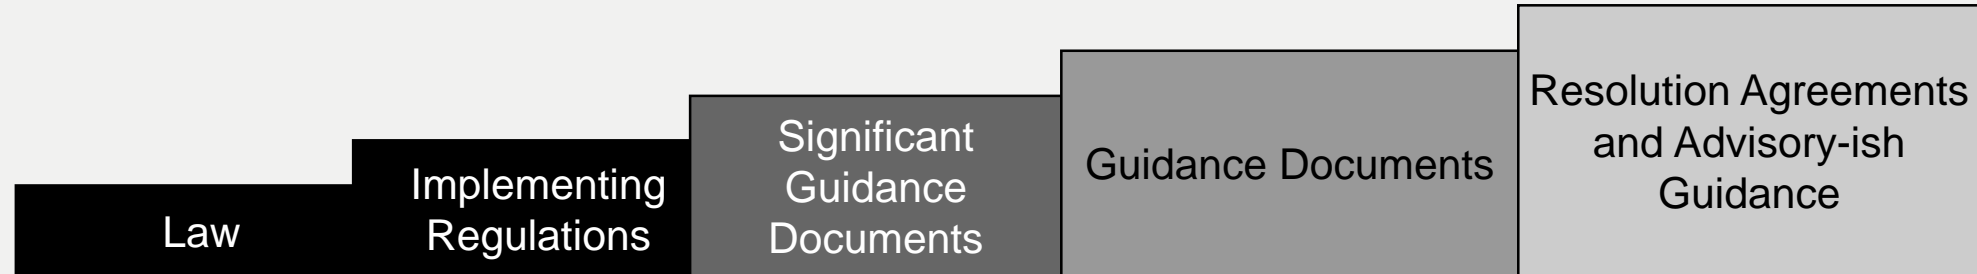 Law
Implementing
Regulations
Significant
Guidance
Documents
Guidance Documents
Resolution Agreements
and Advisory-ish
Guidance